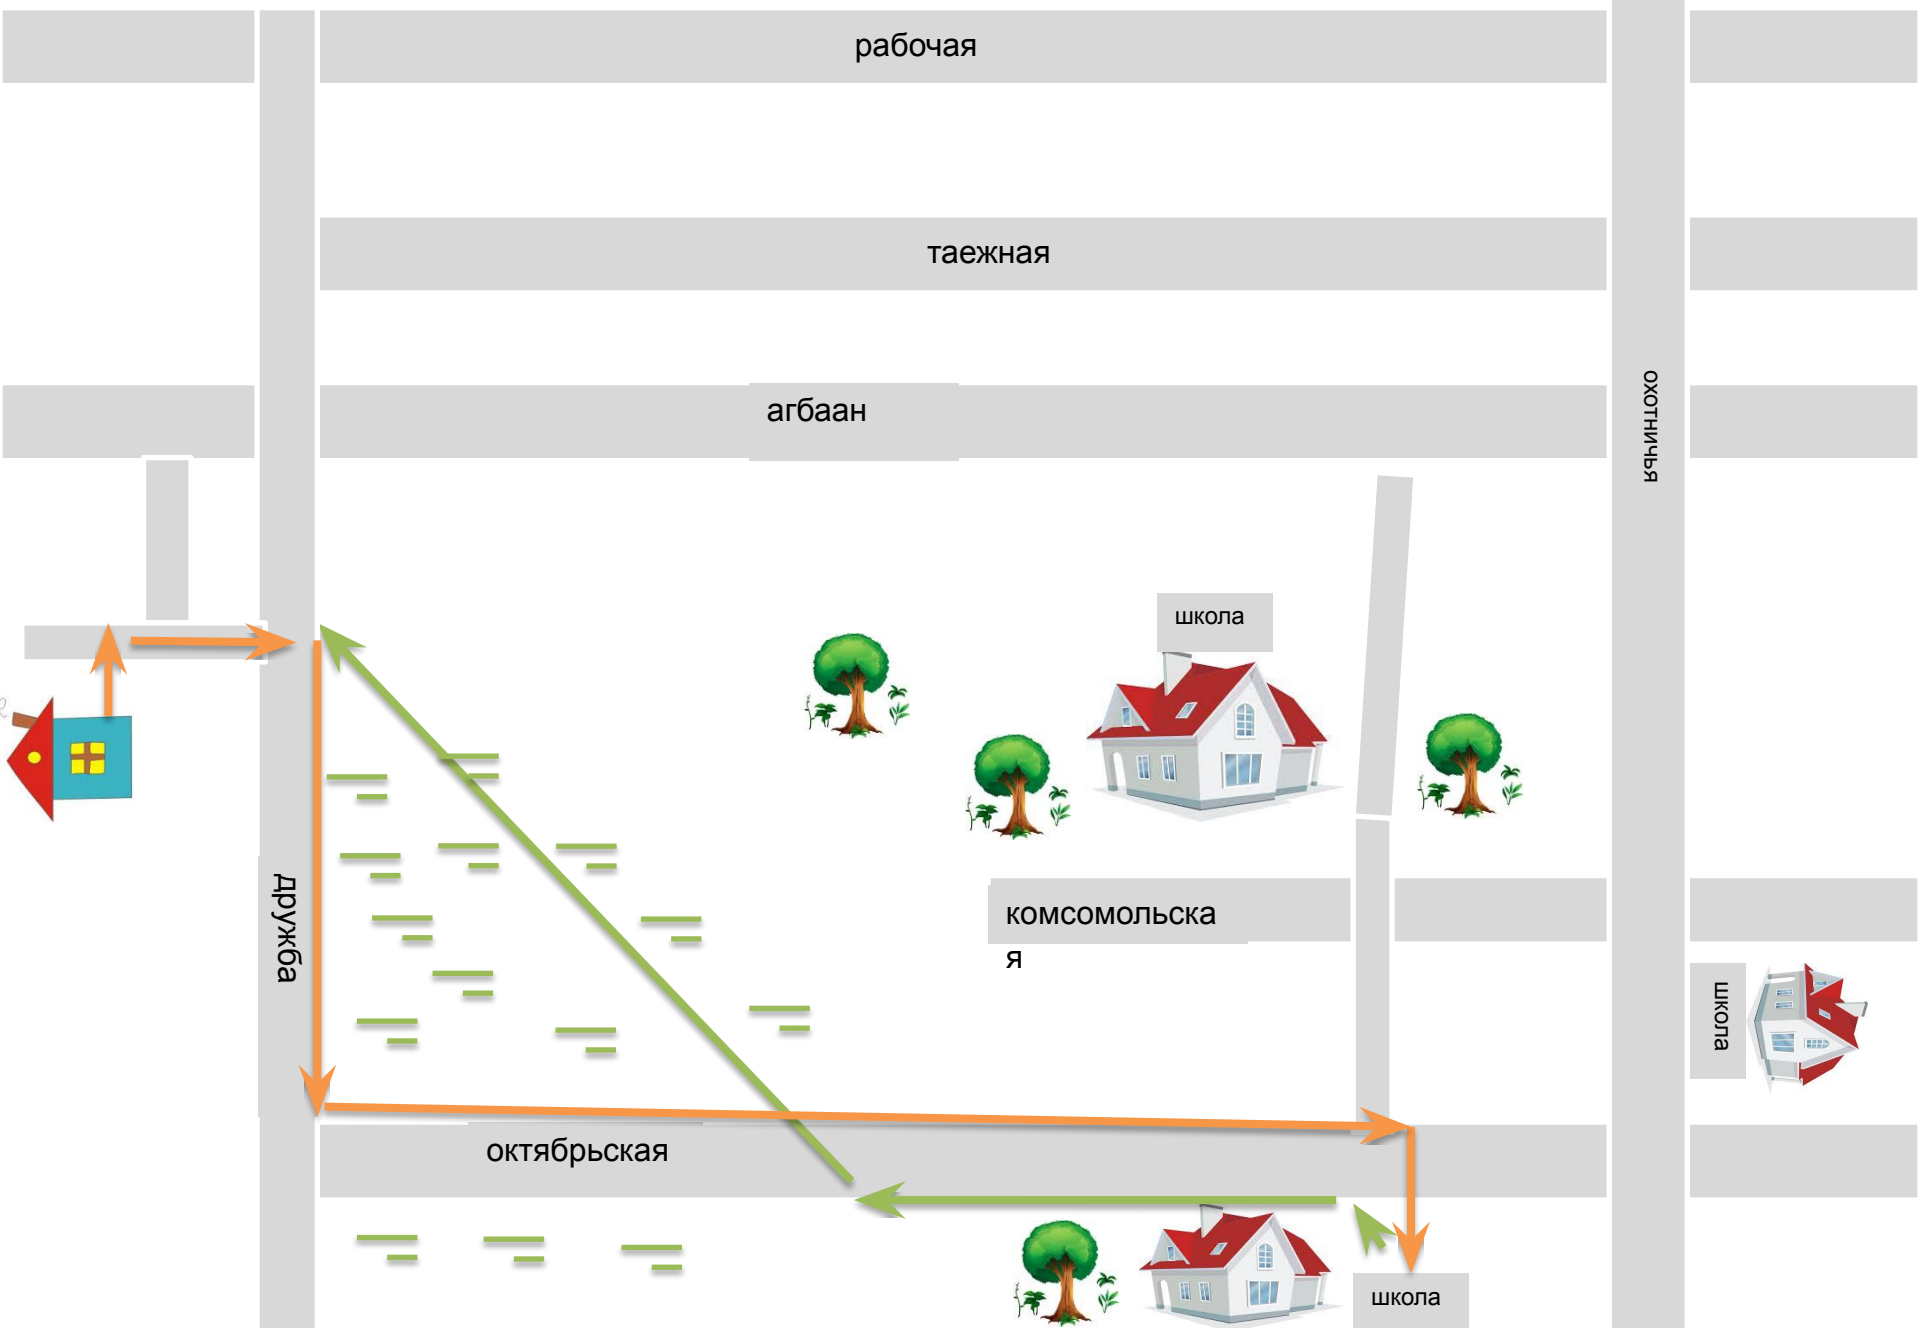 рабочая
таежная
агбаан
охотничья
школа
дружба
комсомольска
я
школа
октябрьская
школа